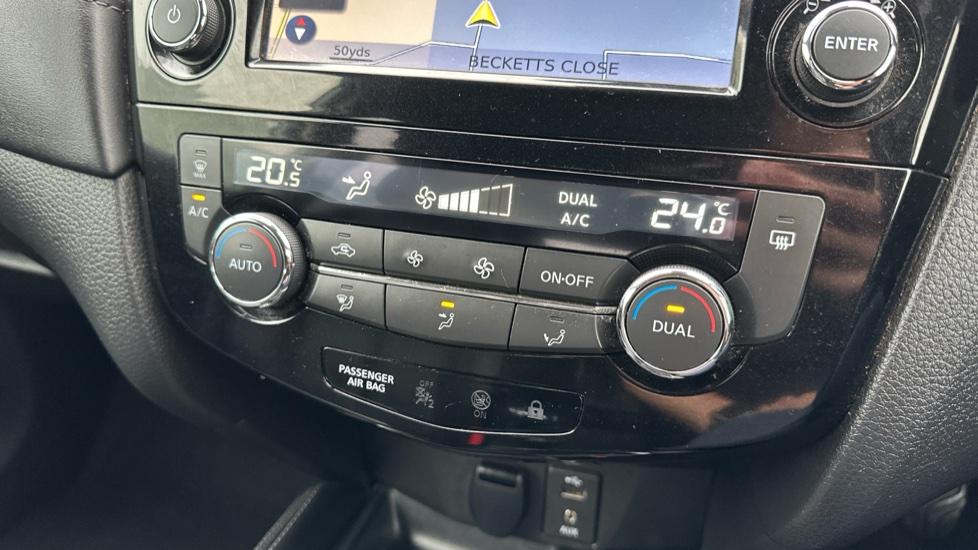 50yds
BECKETTS CLOSE
ENTER
MAX
20.5 °C
DUAL
A/C
24.0 °C
A/C
AUTO
ON·OFF
DUAL
PASSENGER
AIR BAG
OFF
2
ON
AUX